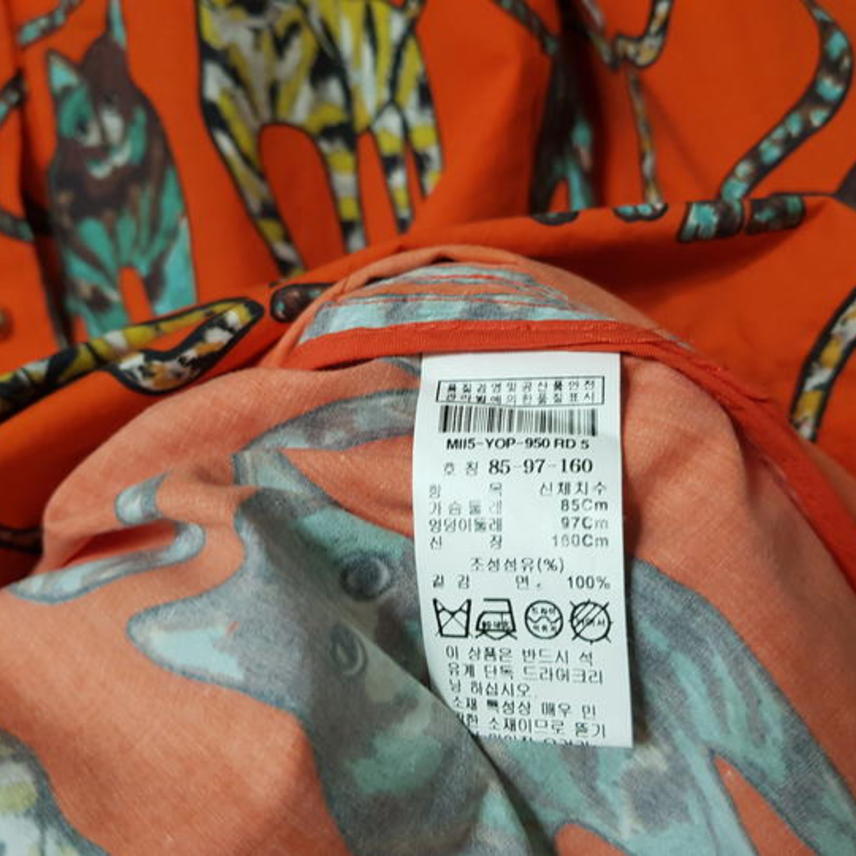 품질경영및공산품안전
관리법에의한품질표시
MII5-YOP-950 RD 5
호 칭 85-97-160
항 목 신체치수
가슴둘레 85Cm
엉덩이둘레 97Cm
신 장 160Cm
조성섬유(%)
겉 감 면 100%
드라이
이 상품은 반드시 석
유계 단독 드라이크리
닝 하십시오
소재 특성상 매우 민
한 소재이므로 뜯기